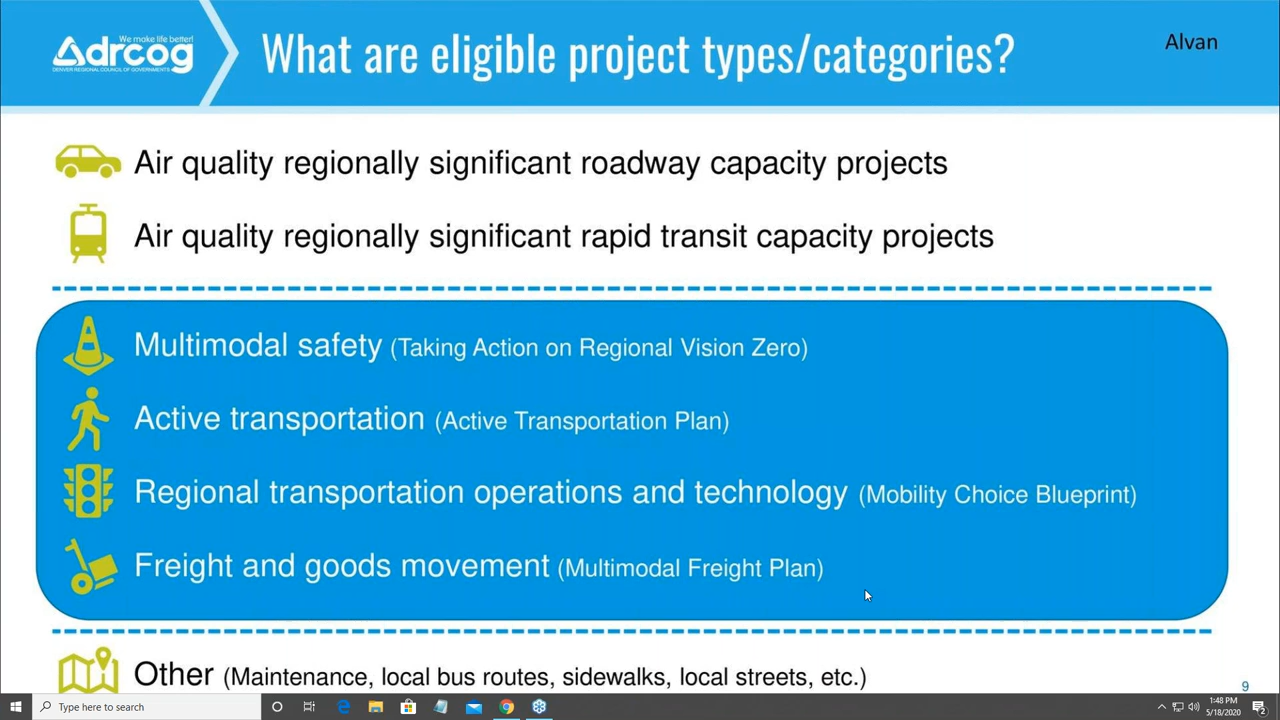 We make life better!
drcog
DENVER REGIONAL COUNCIL OF GOVERNMENTS
What are eligible project types/categories?
Alvan
Air quality regionally significant roadway capacity projects
Air quality regionally significant rapid transit capacity projects
Multimodal safety (Taking Action on Regional Vision Zero)
Active transportation (Active Transportation Plan)
Regional transportation operations and technology (Mobility Choice Blueprint)
Freight and goods movement (Multimodal Freight Plan)
Other (Maintenance, local bus routes, sidewalks, local streets, etc.)
9
Type here to search
1:48 PM
5/18/2020
2